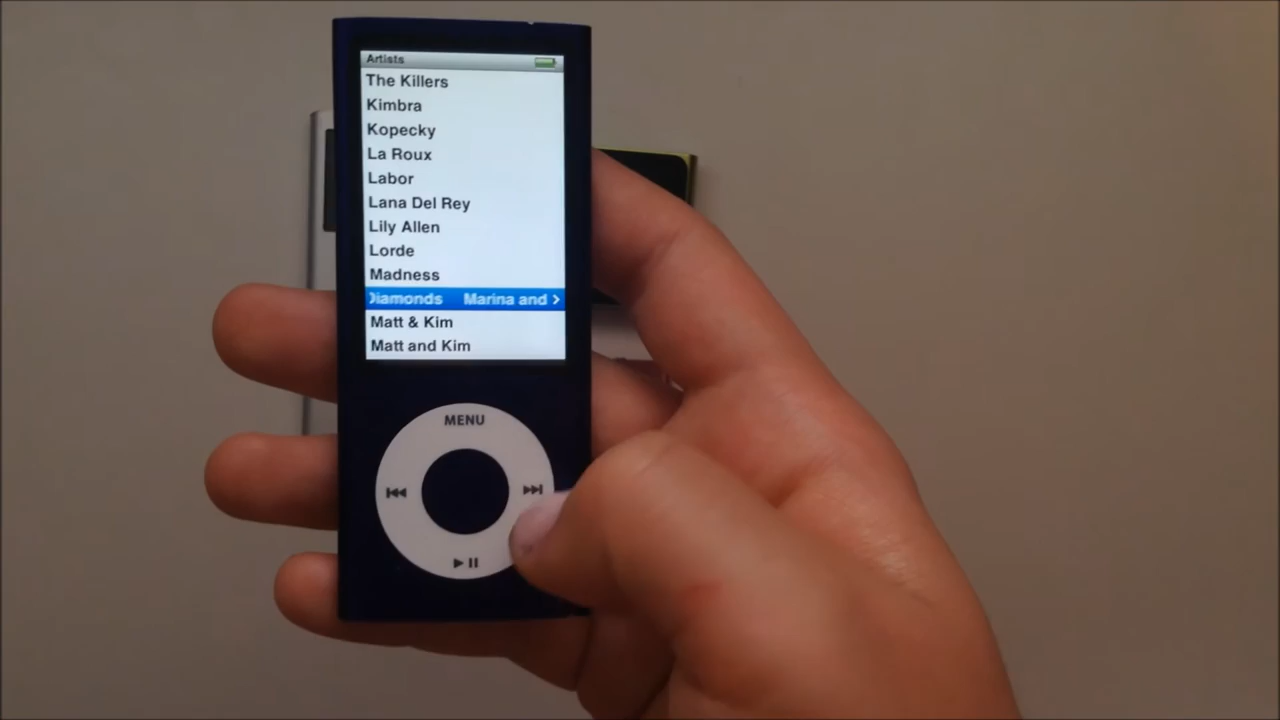 Artists
The Killers
Kimbra
Kopecky
La Roux
Labor
Lana Del Rey
Lily Allen
Lorde
Madness
Diamonds Marina and
Matt & Kim
Matt and Kim
MENU